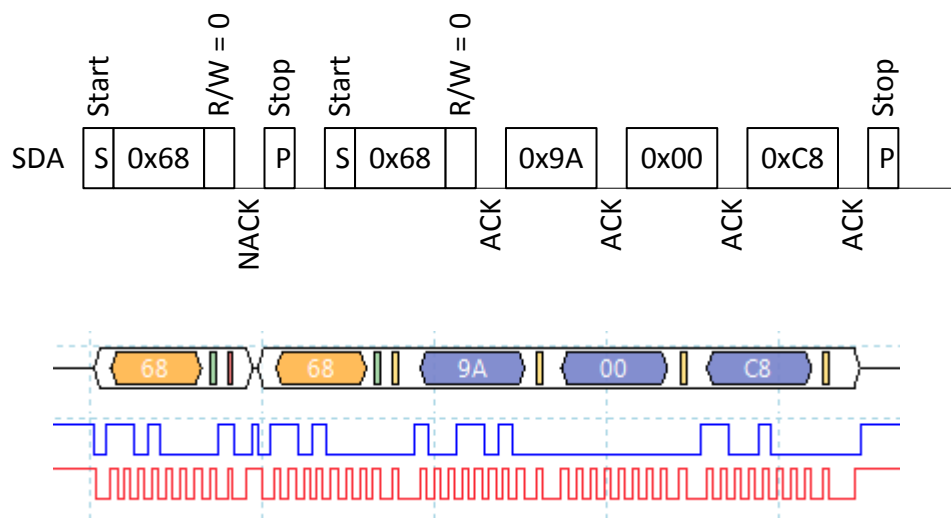 Start
R/W = 0
Stop
Start
R/W = 0
Stop
SDA S 0x68 P S 0x68 0x9A 0x00 0xC8 P
NACK
ACK
ACK
ACK
ACK
68 68 9A 00 C8